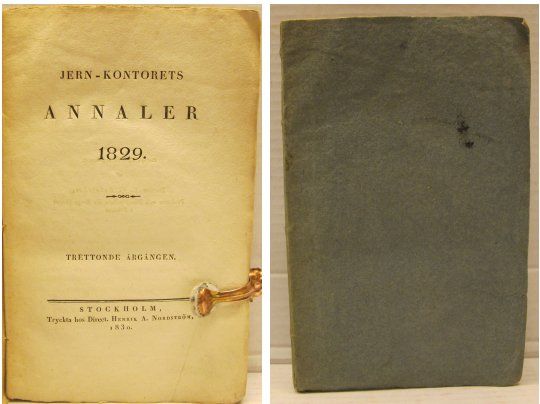 JERN-KONTORETS
ANNALER
1829.
TRETTONDE ÅRGÅNGEN.
STOCKHOLM,
Tryckta hos Direct. HENRIK A. NORDSTRÖM,
1830.